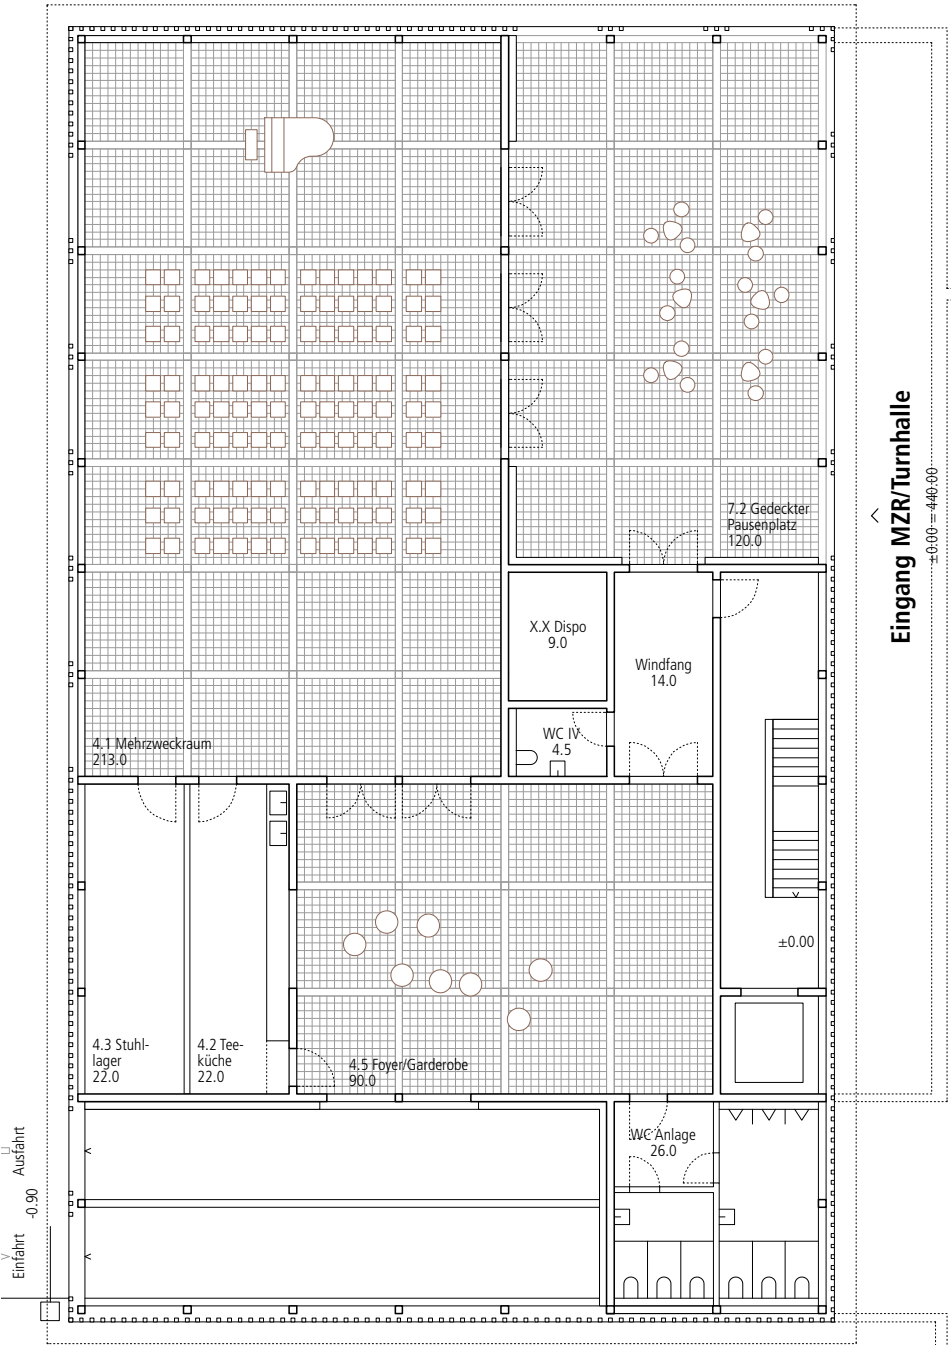 7.2 Gedeckter
Pausenplatz
120.0
Eingang MZR/Turnhalle
±0.00 = 440.00
X.X Dispo
9.0
Windfang
14.0
WC IV
4.5
4.1 Mehrzweckraum
213.0
±0.00
4.3 Stuhl-
lager
22.0
4.2 Tee-
küche
22.0
4.5 Foyer/Garderobe
90.0
WC Anlage
26.0
Ausfahrt
-0.90
Einfahrt